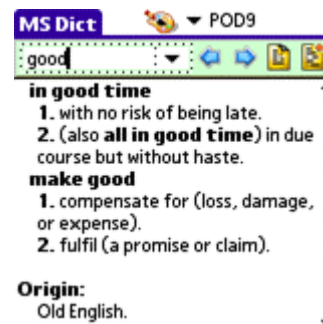 MS Dict POD9
good
in good time
1. with no risk of being late.
2. (also all in good time) in due
course but without haste.
make good
1. compensate for (loss, damage,
or expense).
2. fulfil (a promise or claim).
Origin:
Old English.